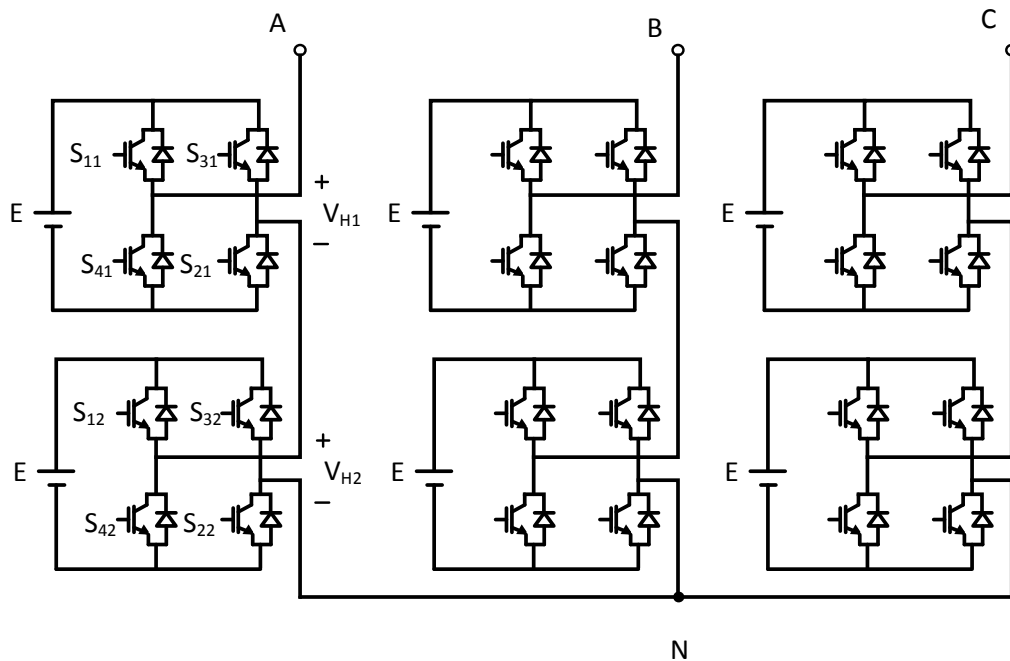 A B C
S11 S31
E + VH1 − E E
S41 S21
S12 S32
E + VH2 − E E
S42 S22
N